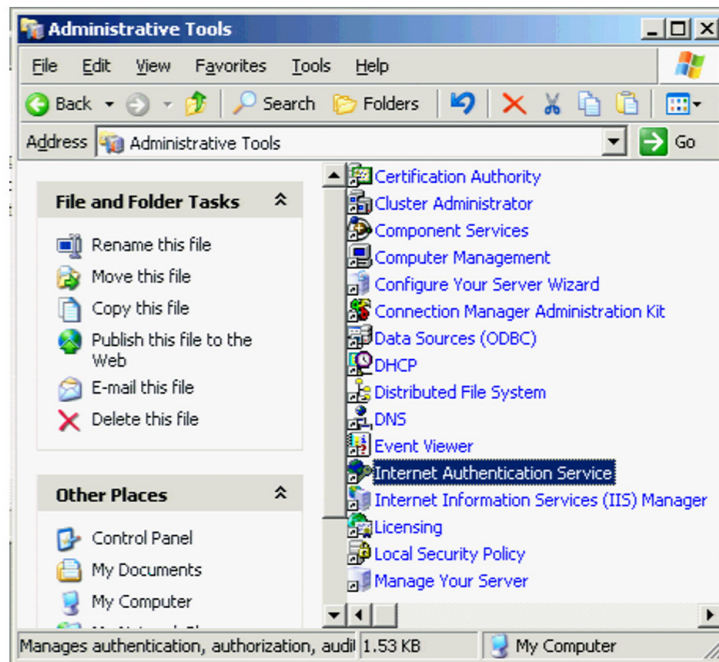 Administrative Tools
File Edit View Favorites Tools Help
Back Search Folders
Address Administrative Tools Go
File and Folder Tasks
Rename this file
Move this file
Copy this file
Publish this file to the
Web
E-mail this file
Delete this file
Other Places
Control Panel
My Documents
My Computer
Certification Authority
Cluster Administrator
Component Services
Computer Management
Configure Your Server Wizard
Connection Manager Administration Kit
Data Sources (ODBC)
DHCP
Distributed File System
DNS
Event Viewer
Internet Authentication Service
Internet Information Services (IIS) Manager
Licensing
Local Security Policy
Manage Your Server
Manages authentication, authorization, audi 1.53 KB My Computer